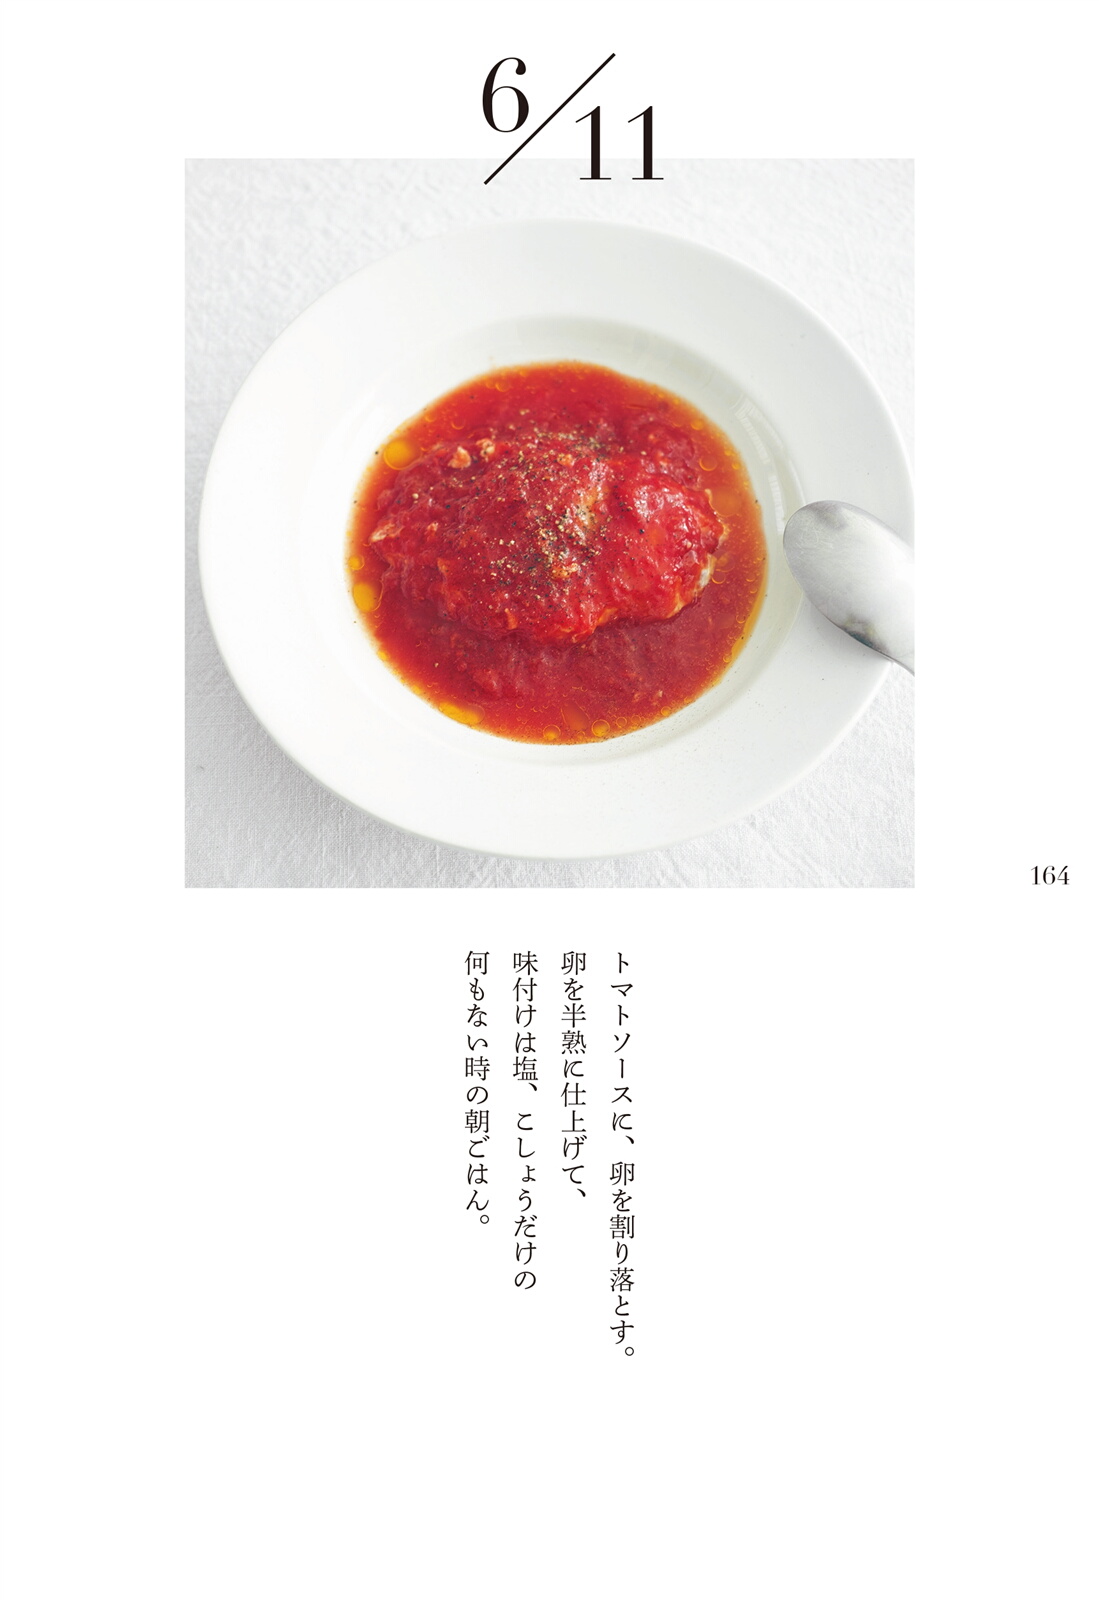 6/11
164
トマトソースに、卵を割り落とす。
卵を半熟に仕上げて、
味付けは塩、こしょうだけの
何もない時の朝ごはん。